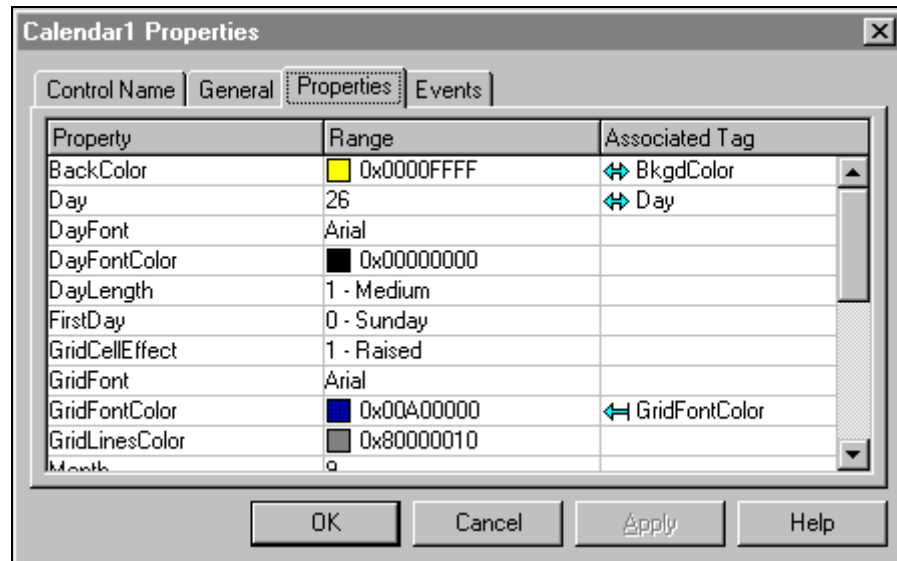 Calendar1 Properties
Control Name General Properties Events
Property Range Associated Tag
BackColor 0x0000FFFF BkgdColor
Day 26 Day
DayFont Arial
DayFontColor 0x00000000
DayLength 1 - Medium
FirstDay 0 - Sunday
GridCellEffect 1 - Raised
GridFont Arial
GridFontColor 0x00A00000 GridFontColor
GridLinesColor 0x80000010
Month 9
OK Cancel Apply Help